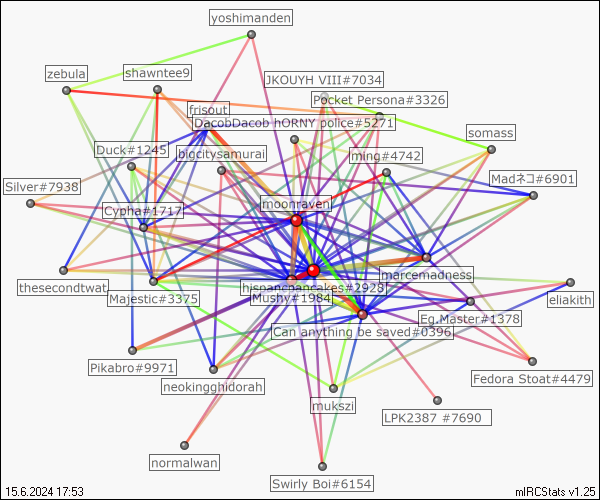 yoshimanden
zebula
shawntee9
JKOUYH VIII#7034
Pocket Persona#3326
frisout
DacobDacob hORNY police#5271
somass
Duck#1245
bigcitysamurai
ming#4742
Madネコ#6901
Silver#7938
moonraven
Cypha#1717
thesecondtwat
Majestic#3375
hispanicpancakes#2928
marcemadness
eliakith
Mushy#1984
Can anything be saved#0396
Eg.Master#1378
Pikabro#9971
neokingghidorah
Fedora Stoat#4479
mukszi
LPK2387 #7690
normalwan
Swirly Boi#6154
15.6.2024 17:53
mIRCStats v1.25